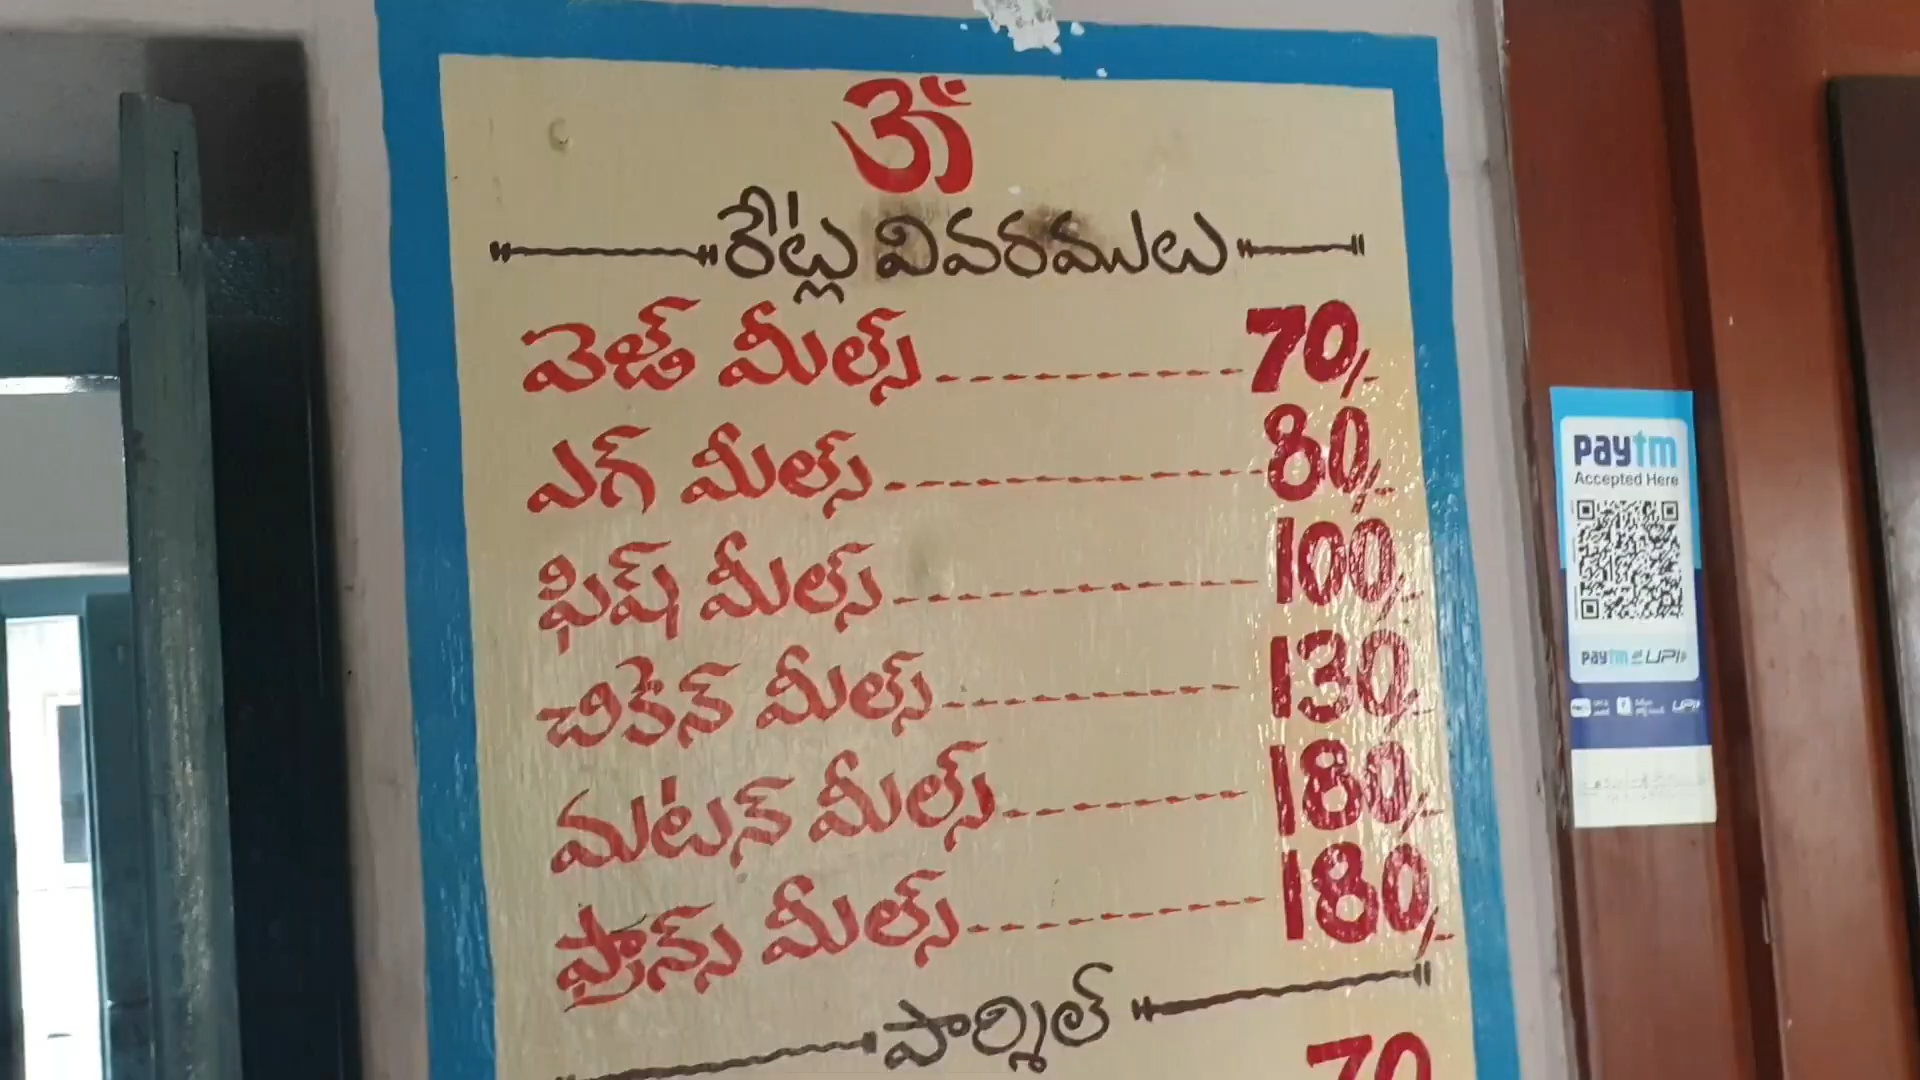 ॐ
రేట్ల వివరములు
వెజ్ మీల్స్ 70/-
ఎగ్ మీల్స్ 80/-
ఫిష్ మీల్స్ 100/-
చికెన్ మీల్స్ 130/-
మటన్ మీల్స్ 180/-
ఫ్రాన్స్ మీల్స్ 180/-
పార్శిల్
70
paytm
Accepted Here
paytm UPI